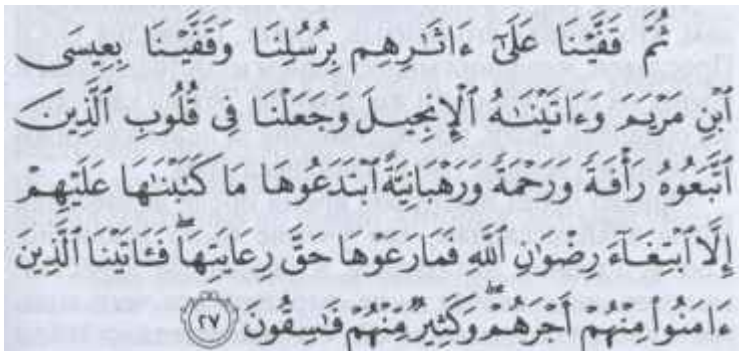 ثُمَّ قَفَّيْنَا عَلَىٰٓ ءَاثَٰرِهِم بِرُسُلِنَا وَقَفَّيْنَا بِعِيسَى
ٱبْنِ مَرْيَمَ وَءَاتَيْنَٰهُ ٱلْإِنجِيلَ وَجَعَلْنَا فِى قُلُوبِ ٱلَّذِينَ
ٱتَّبَعُوهُ رَأْفَةً وَرَحْمَةً وَرَهْبَانِيَّةً ٱبْتَدَعُوهَا مَا كَتَبْنَٰهَا عَلَيْهِمْ
إِلَّا ٱبْتِغَآءَ رِضْوَٰنِ ٱللَّهِ فَمَا رَعَوْهَا حَقَّ رِعَايَتِهَا ۖ فَـَٔاتَيْنَا ٱلَّذِينَ
ءَامَنُوا۟ مِنْهُمْ أَجْرَهُمْ ۖ وَكَثِيرٌ مِّنْهُمْ فَٰسِقُونَ ٢٧